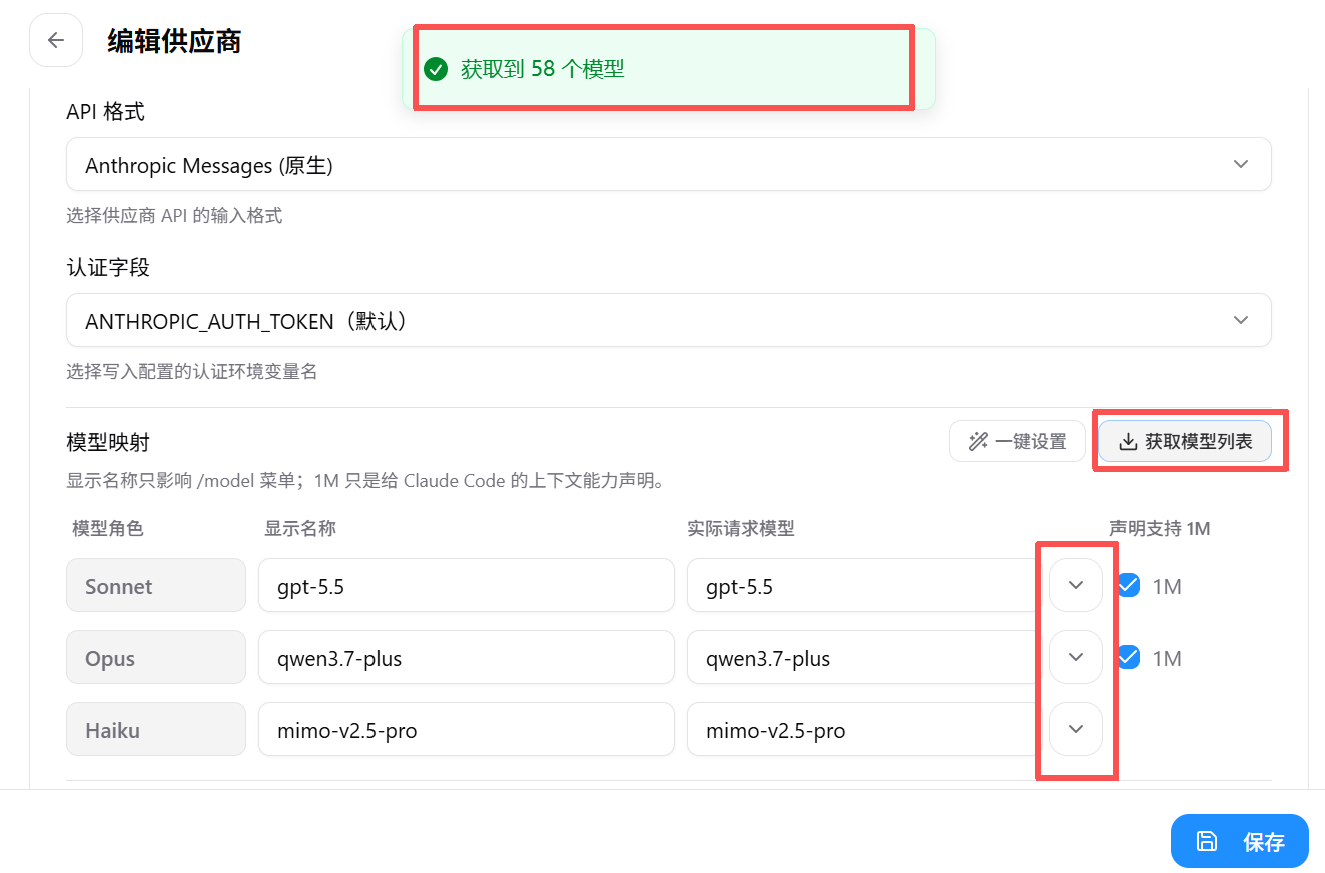 编辑供应商
获取到 58 个模型
API 格式
Anthropic Messages (原生)
选择供应商 API 的输入格式
认证字段
ANTHROPIC_AUTH_TOKEN（默认）
选择写入配置的认证环境变量名
模型映射
一键设置
获取模型列表
显示名称只影响 /model 菜单；1M 只是给 Claude Code 的上下文能力声明。
模型角色 显示名称 实际请求模型 声明支持 1M
Sonnet gpt-5.5 gpt-5.5 1M
Opus qwen3.7-plus qwen3.7-plus 1M
Haiku mimo-v2.5-pro mimo-v2.5-pro
保存